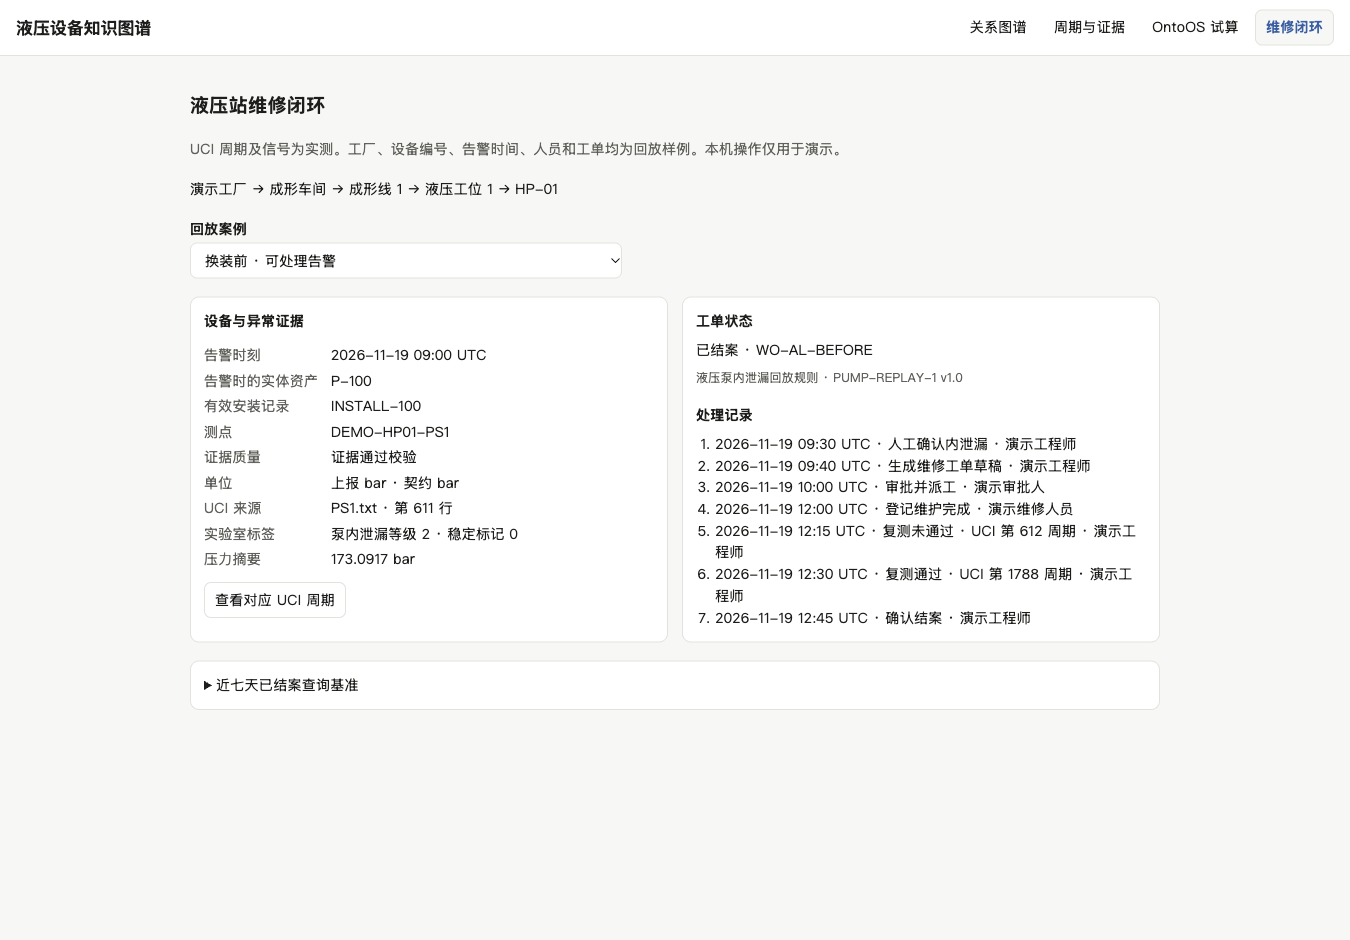 液压设备知识图谱
关系图谱 周期与证据 OntoOS 试算 维修闭环
液压站维修闭环
UCI 周期及信号为实测。工厂、设备编号、告警时间、人员和工单均为回放样例。本机操作仅用于演示。
演示工厂 → 成形车间 → 成形线 1 → 液压工位 1 → HP-01
回放案例
换装前 · 可处理告警
设备与异常证据
告警时刻 2026-11-19 09:00 UTC
告警时的实体资产 P-100
有效安装记录 INSTALL-100
测点 DEMO-HP01-PS1
证据质量 证据通过校验
单位 上报 bar · 契约 bar
UCI 来源 PS1.txt · 第 611 行
实验室标签 泵内泄漏等级 2 · 稳定标记 0
压力摘要 173.0917 bar
查看对应 UCI 周期
工单状态
已结案 · WO-AL-BEFORE
液压泵内泄漏回放规则 · PUMP-REPLAY-1 v1.0
处理记录
1. 2026-11-19 09:30 UTC · 人工确认内泄漏 · 演示工程师
2. 2026-11-19 09:40 UTC · 生成维修工单草稿 · 演示工程师
3. 2026-11-19 10:00 UTC · 审批并派工 · 演示审批人
4. 2026-11-19 12:00 UTC · 登记维护完成 · 演示维修人员
5. 2026-11-19 12:15 UTC · 复测未通过 · UCI 第 612 周期 · 演示工
程师
6. 2026-11-19 12:30 UTC · 复测通过 · UCI 第 1788 周期 · 演示工
程师
7. 2026-11-19 12:45 UTC · 确认结案 · 演示工程师
▶ 近七天已结案查询基准